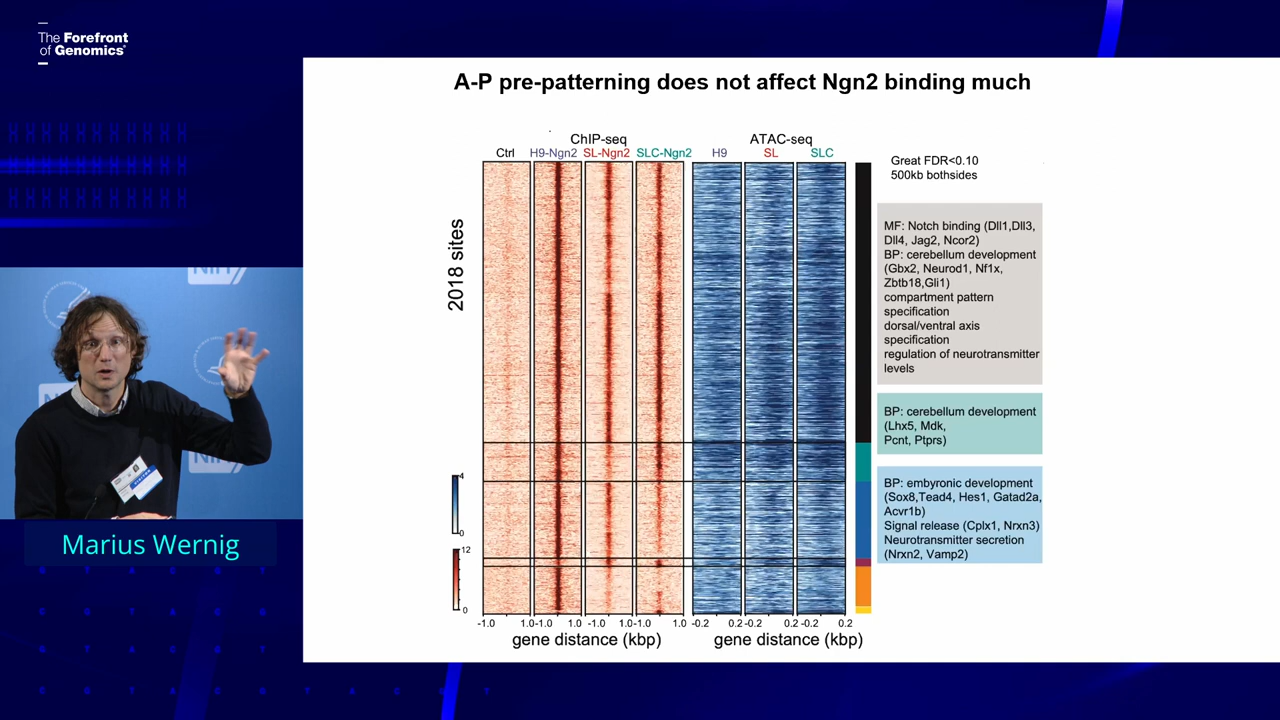 The Forefront
of Genomics®
A-P pre-patterning does not affect Ngn2 binding much
ChIP-seq
ATAC-seq
Ctrl
H9-Ngn2
SL-Ngn2
SLC-Ngn2
H9
SL
SLC
2018 sites
4
0
12
0
-1.0
1.0
-1.0
1.0
-1.0
1.0
-0.2
0.2
-0.2
0.2
-0.2
0.2
gene distance (kbp)
gene distance (kbp)
Great FDR<0.10
500kb bothsides
MF: Notch binding (Dll1,Dll3,
Dll4, Jag2, Ncor2)
BP: cerebellum development
(Gbx2, Neurod1, Nf1x,
Zbtb18,Gli1)
compartment pattern
specification
dorsal/ventral axis
specification
regulation of neurotransmitter
levels
BP: cerebellum development
(Lhx5, Mdk,
Pcnt, Ptprs)
BP: embyronic development
(Sox8,Tead4, Hes1, Gatad2a,
Acvr1b)
Signal release (Cplx1, Nrxn3)
Neurotransmitter secretion
(Nrxn2, Vamp2)
NIH
NIH
Marius Wernig